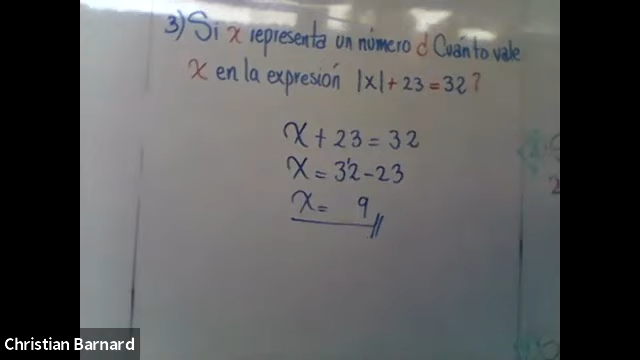 3) Si x representa un número ¿Cuánto vale
x en la expresión |x| + 23 = 32?
x + 23 = 32
x = 32 - 23
x = 9
Christian Barnard